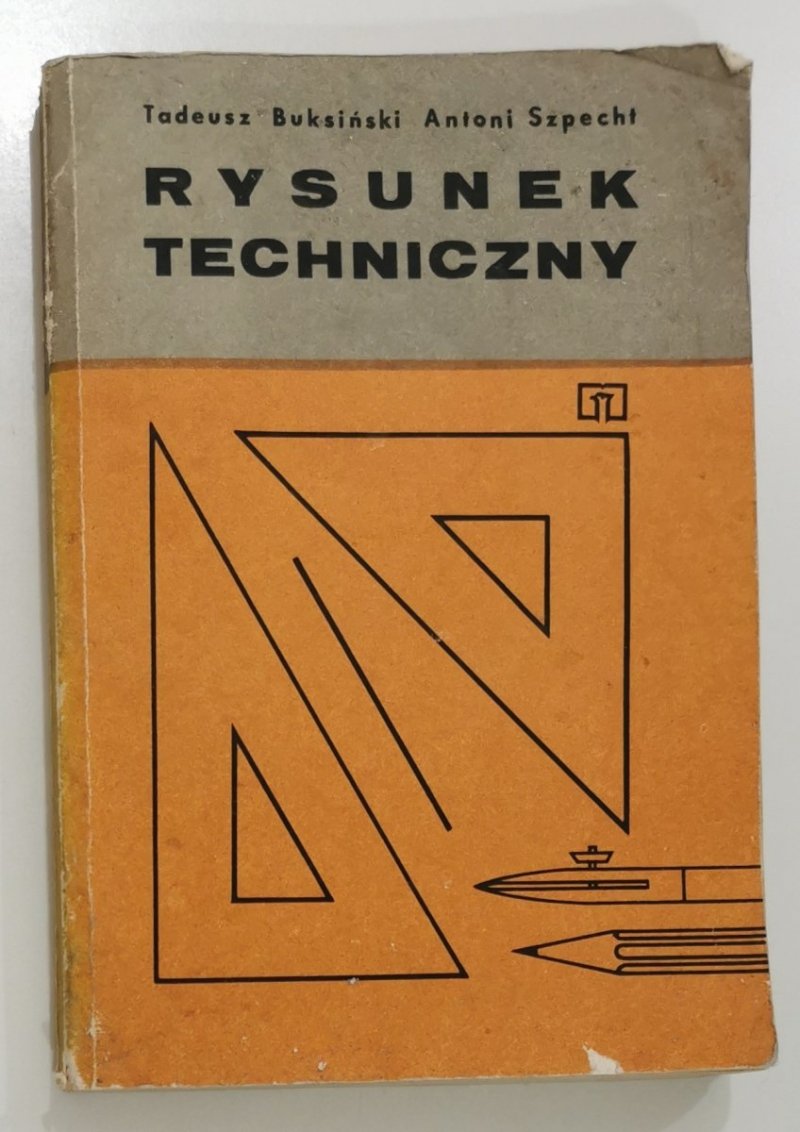 Tadeusz Buksiński Antoni Szpecht
RYSUNEK
TECHNICZNY